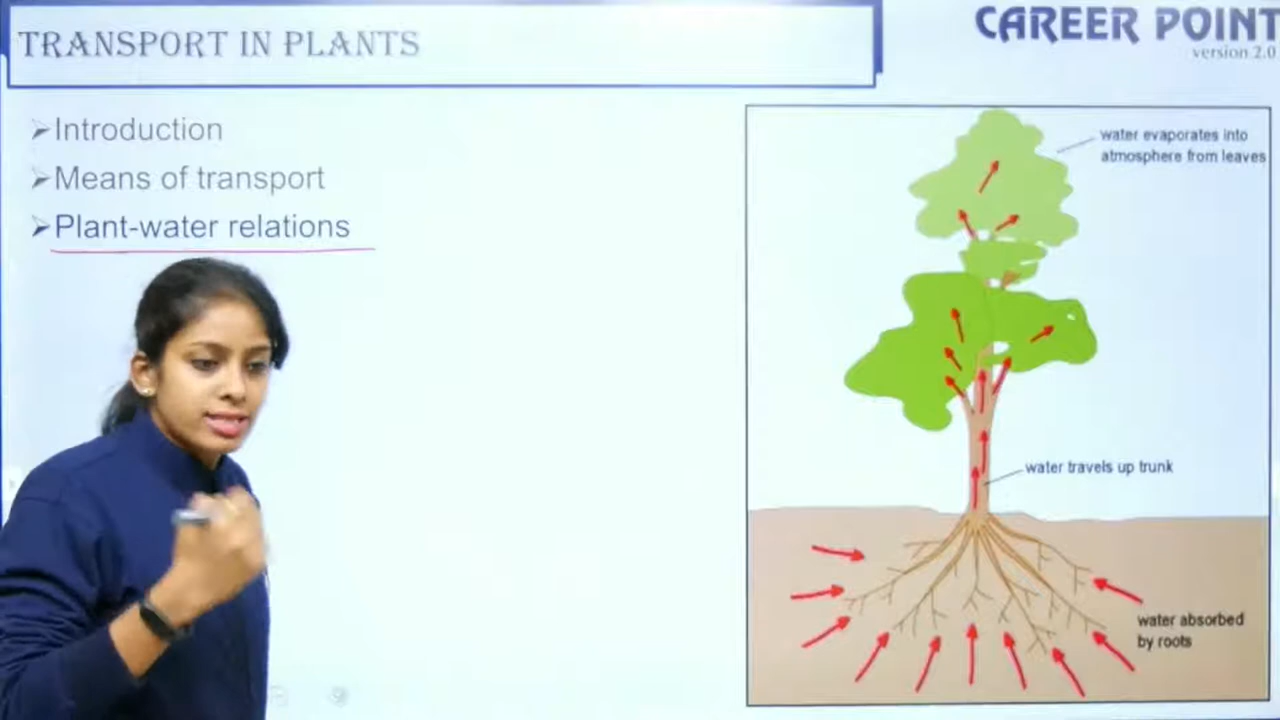 TRANSPORT IN PLANTS
CAREER POINT
version 2.0
➢Introduction
➢Means of transport
➢Plant-water relations
water evaporates into
atmosphere from leaves
water travels up trunk
water absorbed
by roots